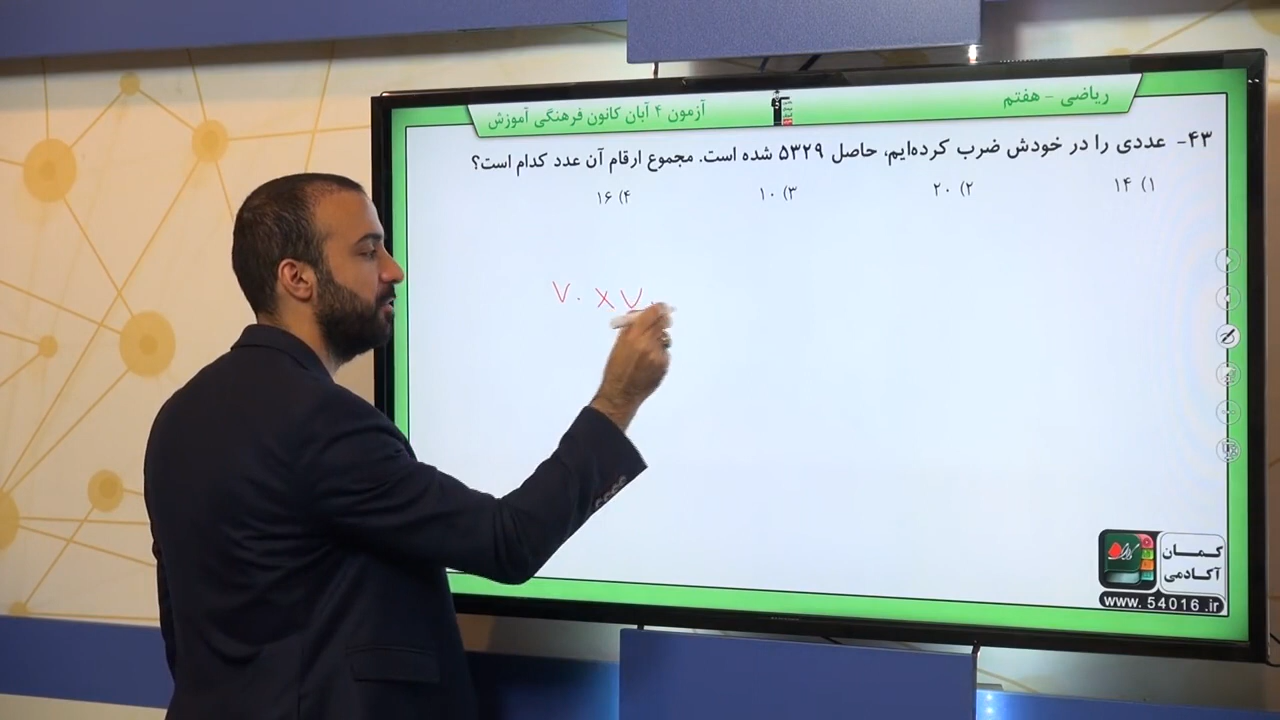 ریاضی - هفتم
آزمون ۴ آبان کانون فرهنگی آموزش
۴۳- عددی را در خودش ضرب کرده‌ایم، حاصل ۵۳۲۹ شده است. مجموع ارقام آن عدد کدام است؟
۱) ۱۴
۲) ۲۰
۳) ۱۰
۴) ۱۶
۷۰ × ۷۰
کمان
آکادمی
www. 54016 .ir